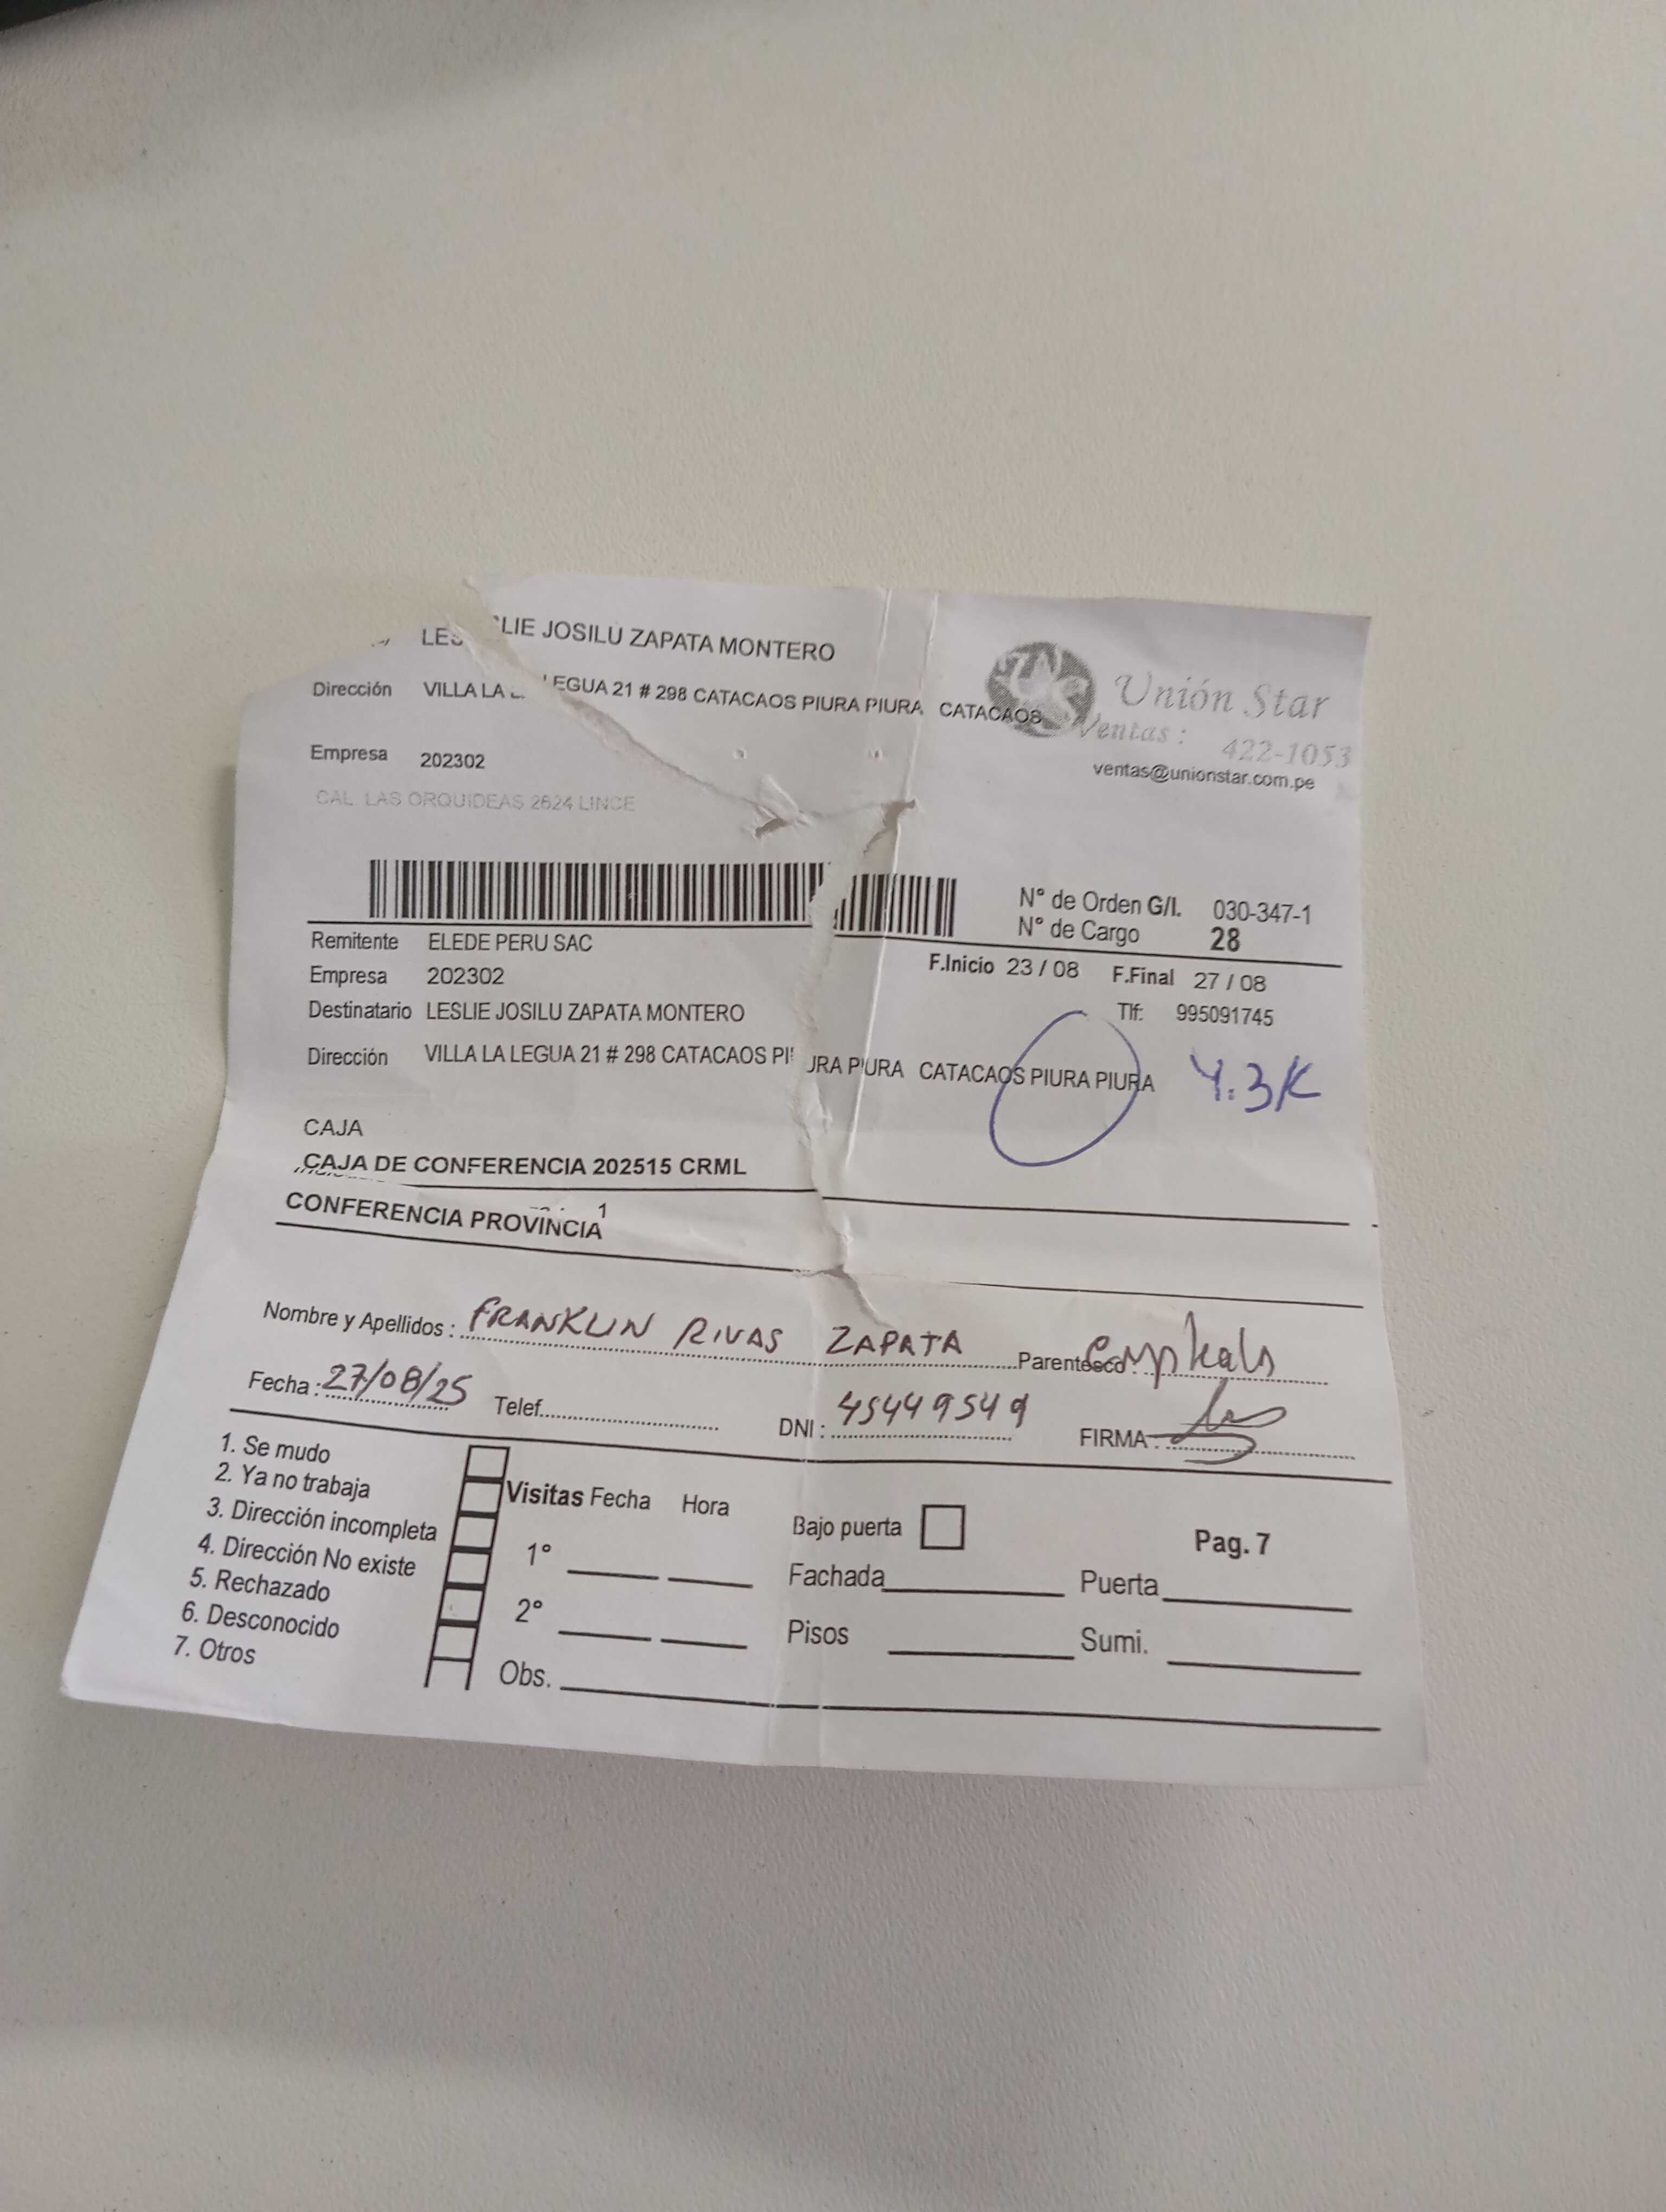 LESLIE JOSILU ZAPATA MONTERO
Dirección VILLA LA LEGUA 21 # 298 CATACAOS PIURA PIURA CATACAOS
Unión Star
Ventas : 422-1053
ventas@unionstar.com.pe
Empresa 202302
CAL. LAS ORQUIDEAS 2624 LINCE
N° de Orden G/I. 030-347-1
N° de Cargo 28
Remitente ELEDE PERU SAC
Empresa 202302
F.Inicio 23 / 08 F.Final 27 / 08
Destinatario LESLIE JOSILU ZAPATA MONTERO
Tlf: 995091745
Dirección VILLA LA LEGUA 21 # 298 CATACAOS PIURA PIURA CATACAOS PIURA PIURA
4.3K
CAJA
CAJA DE CONFERENCIA 202515 CRML
1
CONFERENCIA PROVINCIA
Nombre y Apellidos : FRANKLIN RIVAS ZAPATA Parentesco :
Fecha : 27/08/25 Telef. DNI : 45449549 FIRMA :
1. Se mudo
2. Ya no trabaja
3. Dirección incompleta
4. Dirección No existe
5. Rechazado
6. Desconocido
7. Otros
Visitas Fecha Hora
1°
2°
Obs.
Bajo puerta
Pag. 7
Fachada Puerta
Pisos Sumi.